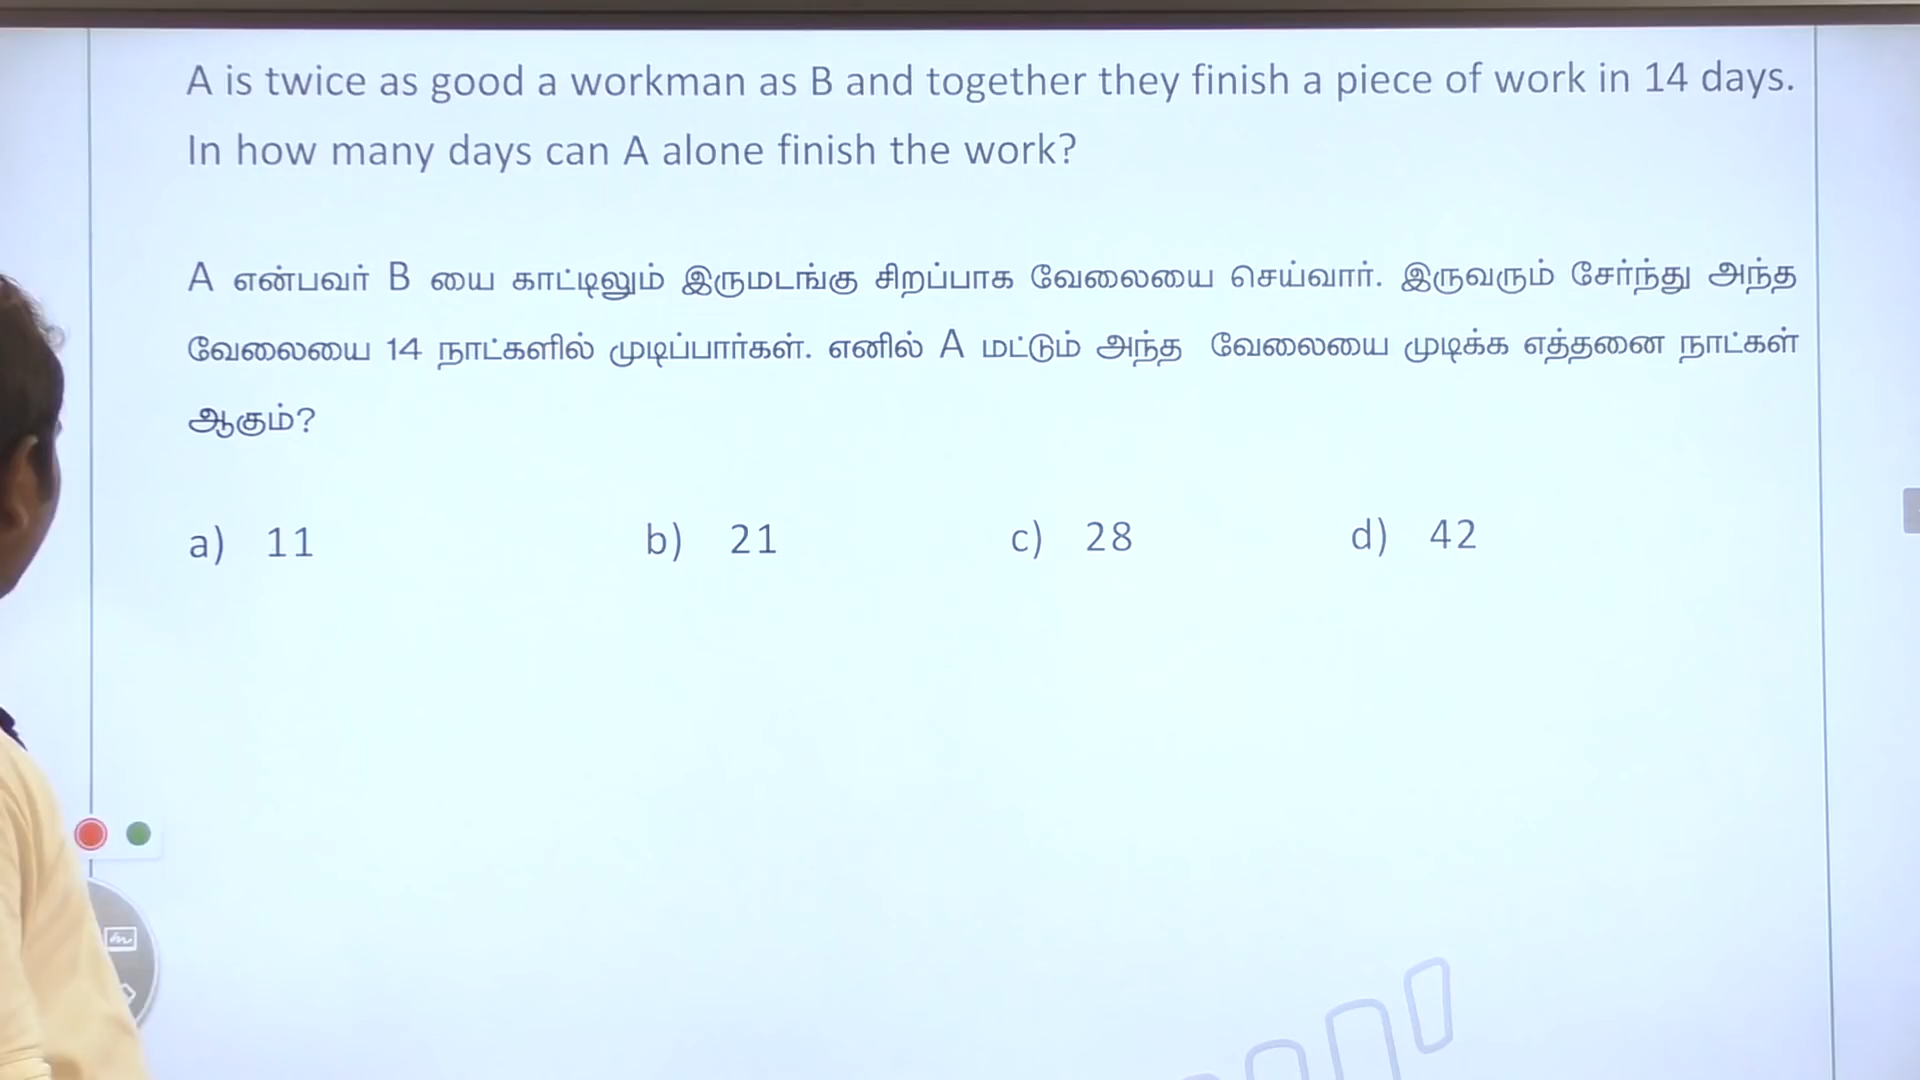 A is twice as good a workman as B and together they finish a piece of work in 14 days.
In how many days can A alone finish the work?
A என்பவர் B யை காட்டிலும் இருமடங்கு சிறப்பாக வேலையை செய்வார். இருவரும் சேர்ந்து அந்த
வேலையை 14 நாட்களில் முடிப்பார்கள். எனில் A மட்டும் அந்த வேலையை முடிக்க எத்தனை நாட்கள்
ஆகும்?
a) 11 b) 21 c) 28 d) 42